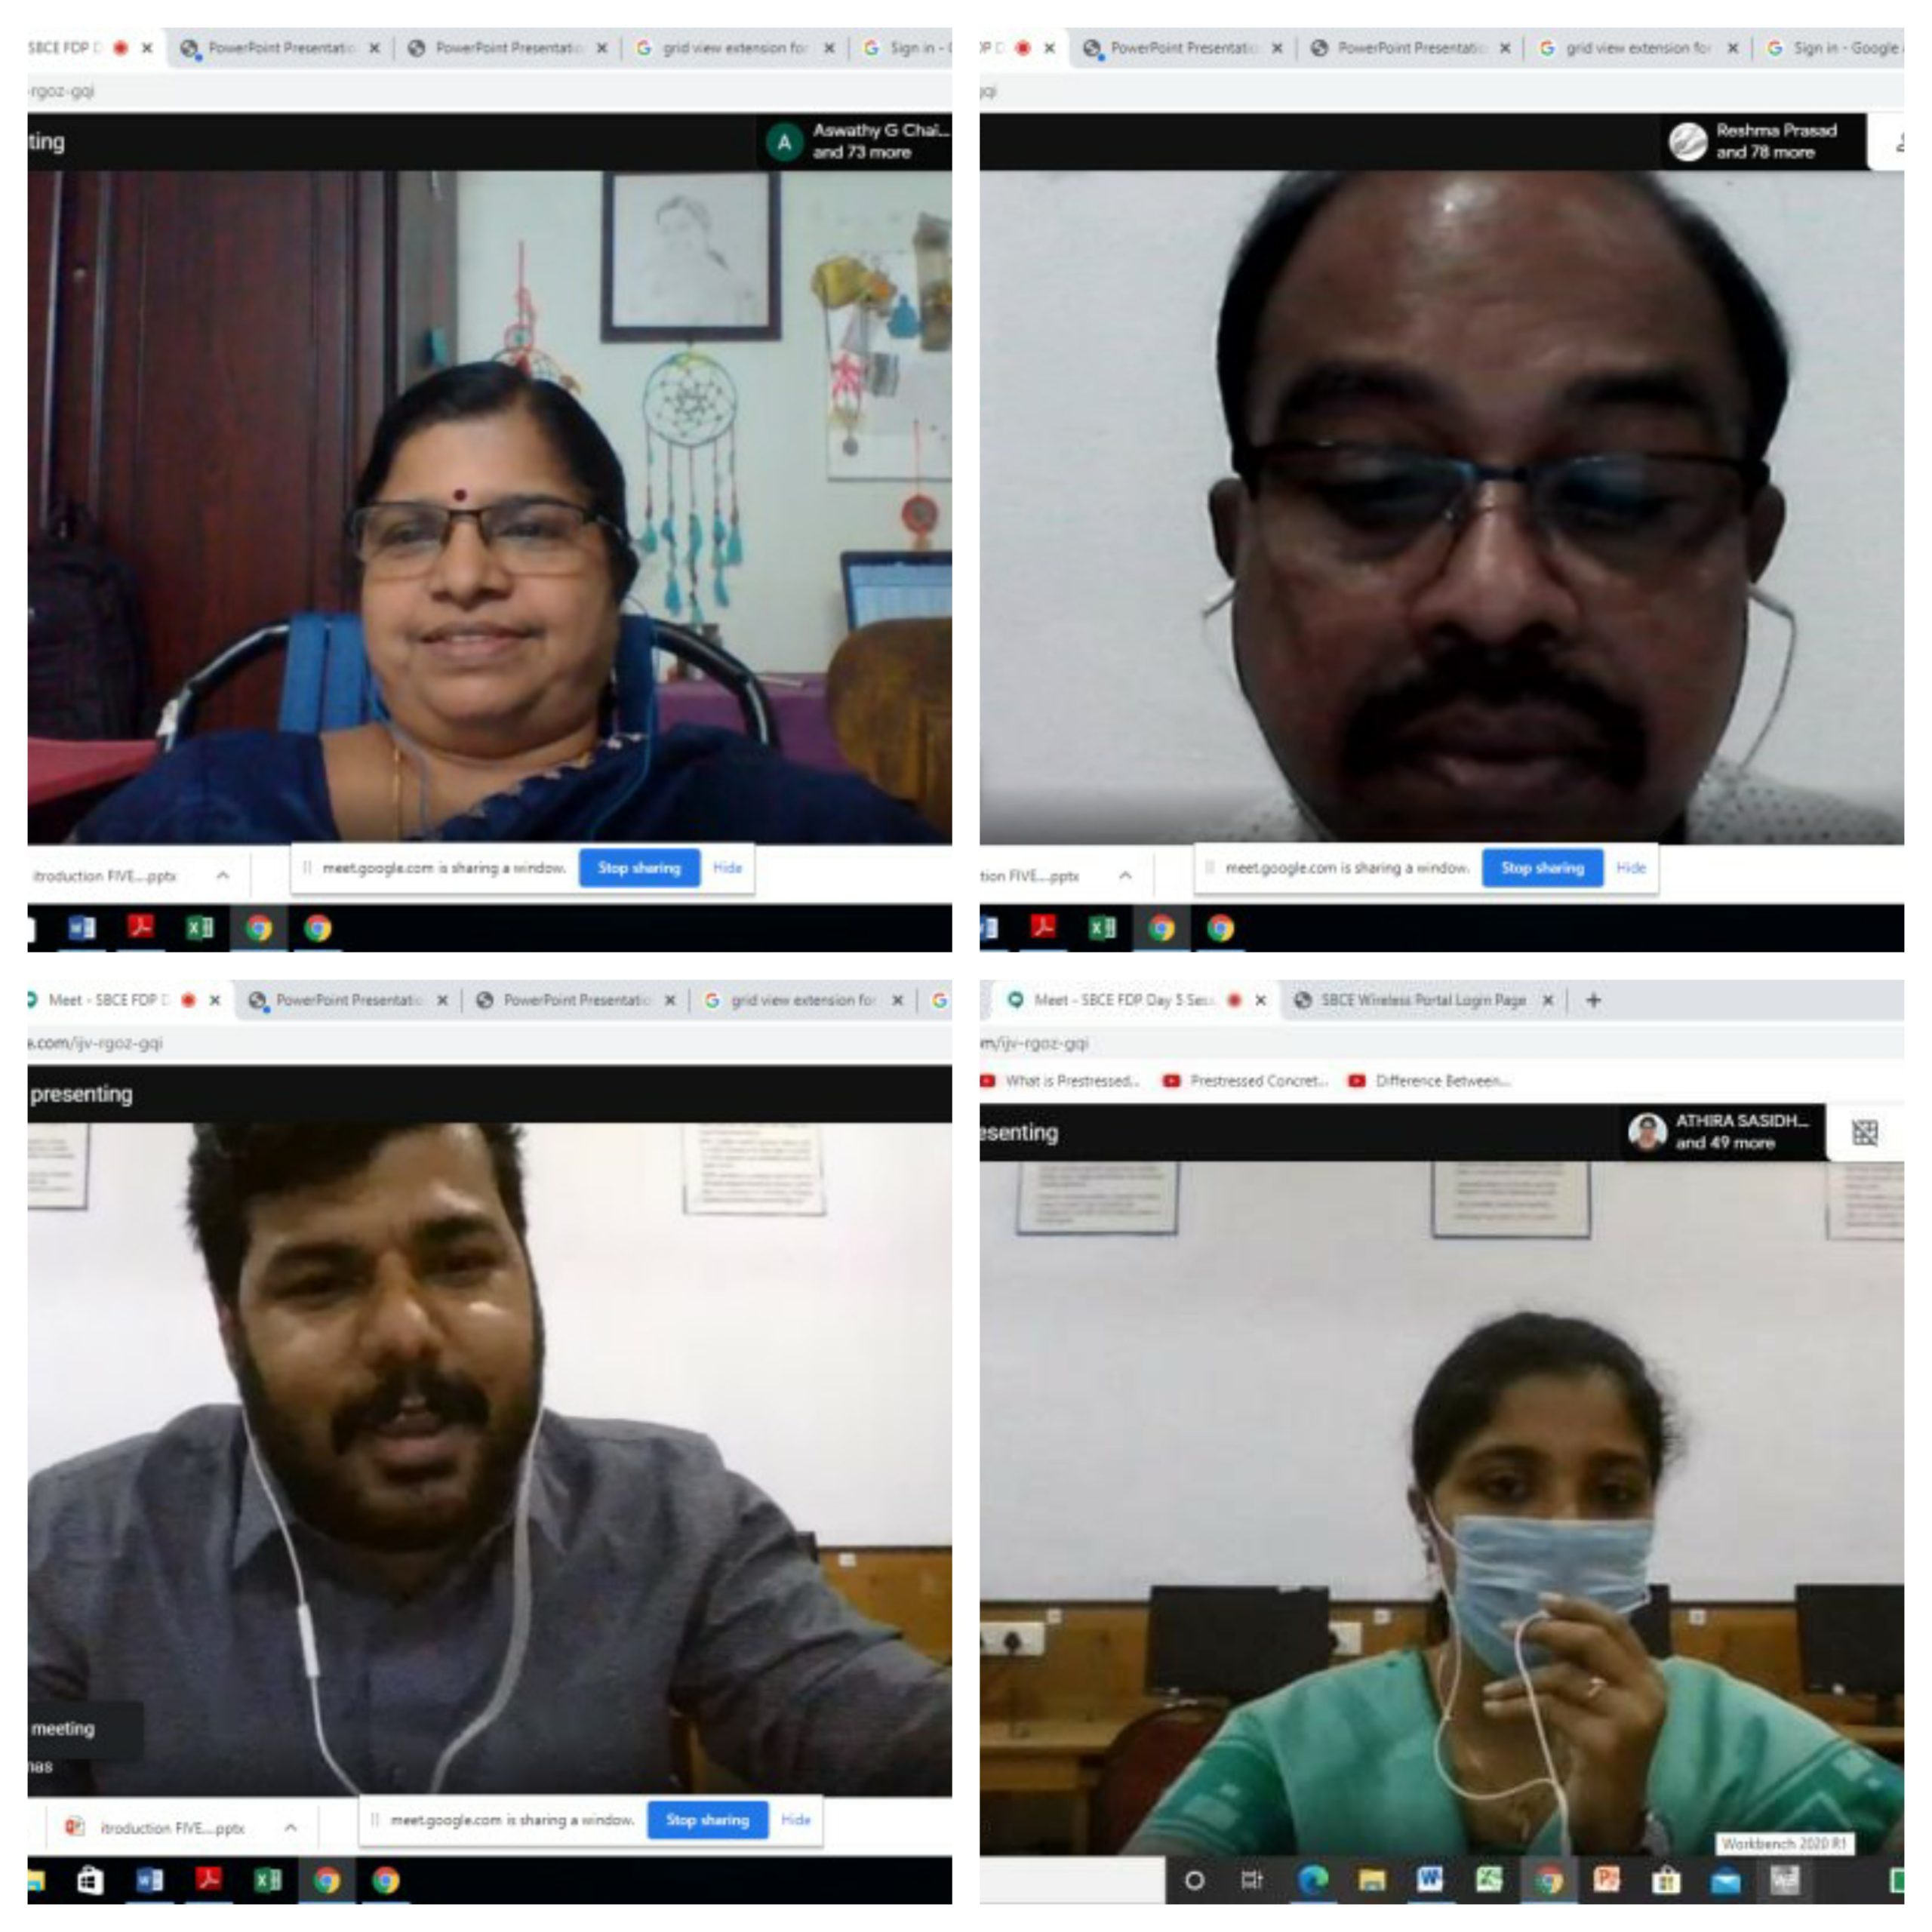 SBCE FDP D
PowerPoint Presentatio
PowerPoint Presentatio
grid view extension for
Sign in - G
-rgoz-gqi
ting
A
Aswathy G Chai...
and 73 more
itroduction FIVE....pptx
meet.google.com is sharing a window.
Stop sharing
Hide
PowerPoint Presentatio
PowerPoint Presentatio
grid view extension for
Sign in - Google
gqi
Reshma Prasad
and 78 more
tion FIVE....pptx
meet.google.com is sharing a window.
Stop sharing
Hide
Meet - SBCE FDP D
PowerPoint Presentatio
PowerPoint Presentatio
grid view extension for
e.com/ijv-rgoz-gqi
presenting
meeting
nas
itroduction FIVE....pptx
meet.google.com is sharing a window.
Stop sharing
Hide
Meet - SBCE FDP Day 5 Sess
SBCE Wireless Portal Login Page
m/ijv-rgoz-gqi
What is Prestressed...
Prestressed Concret...
Difference Between...
esenting
ATHIRA SASIDH...
and 49 more
Workbench 2020 R1